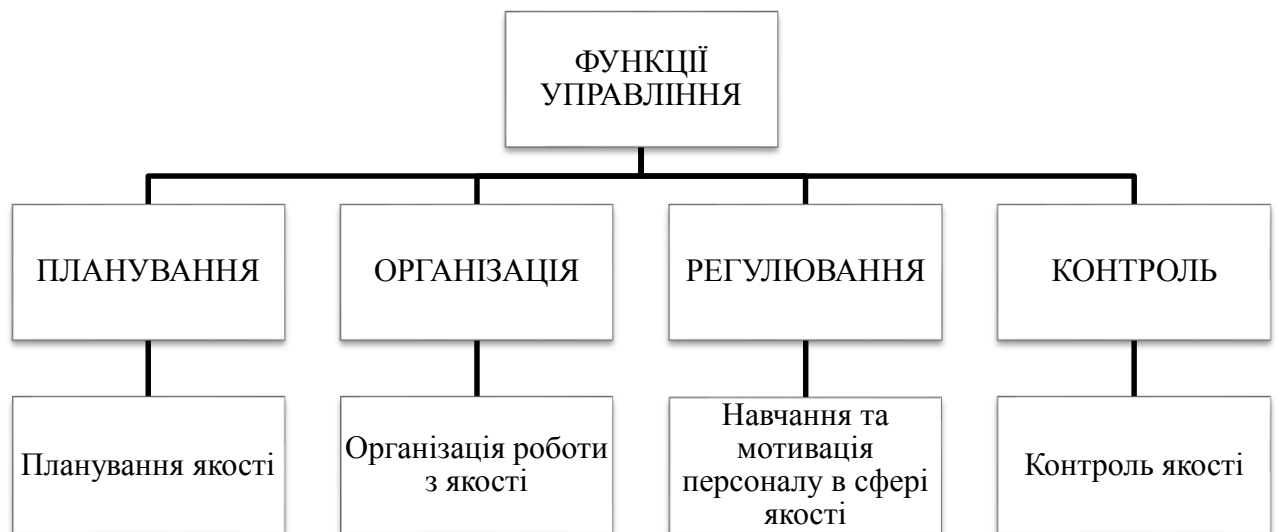 ФУНКЦІЇ
УПРАВЛІННЯ
ПЛАНУВАННЯ
ОРГАНІЗАЦІЯ
РЕГУЛЮВАННЯ
КОНТРОЛЬ
Планування якості
Організація роботи
з якості
Навчання та
мотивація
персоналу в сфері
якості
Контроль якості